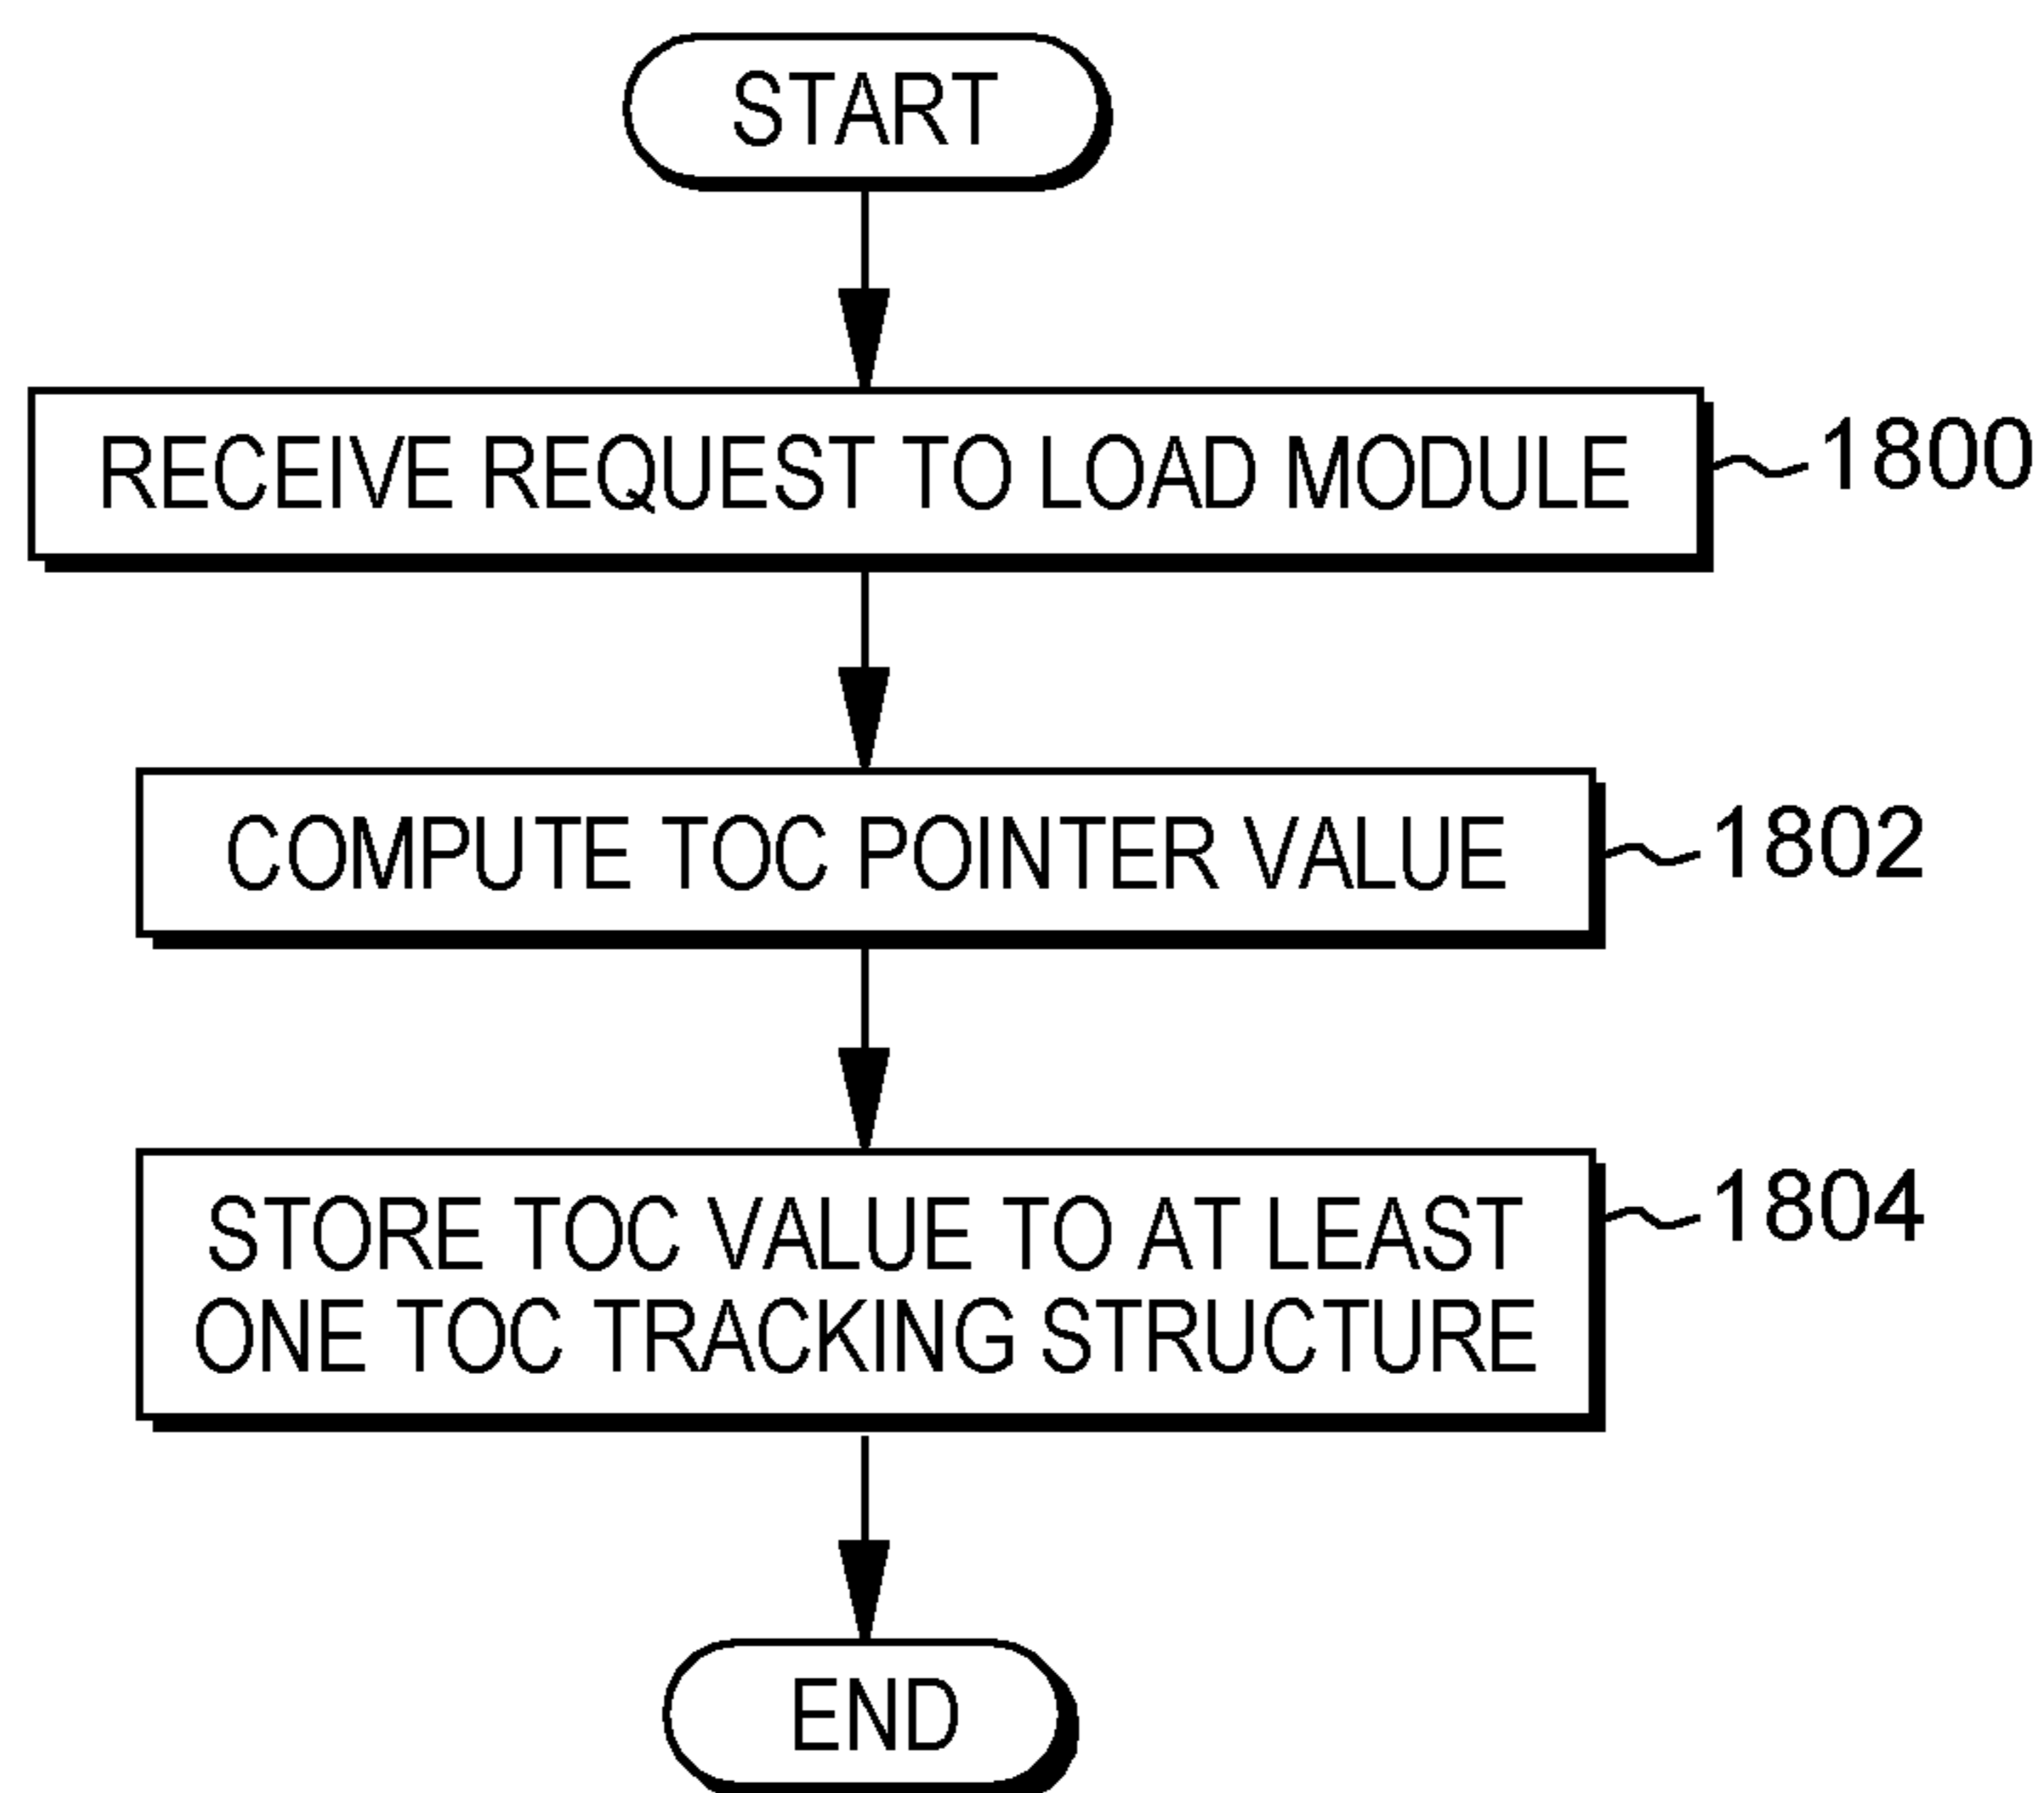 START
RECEIVE REQUEST TO LOAD MODULE
1800
COMPUTE TOC POINTER VALUE
1802
STORE TOC VALUE TO AT LEAST
ONE TOC TRACKING STRUCTURE
1804
END